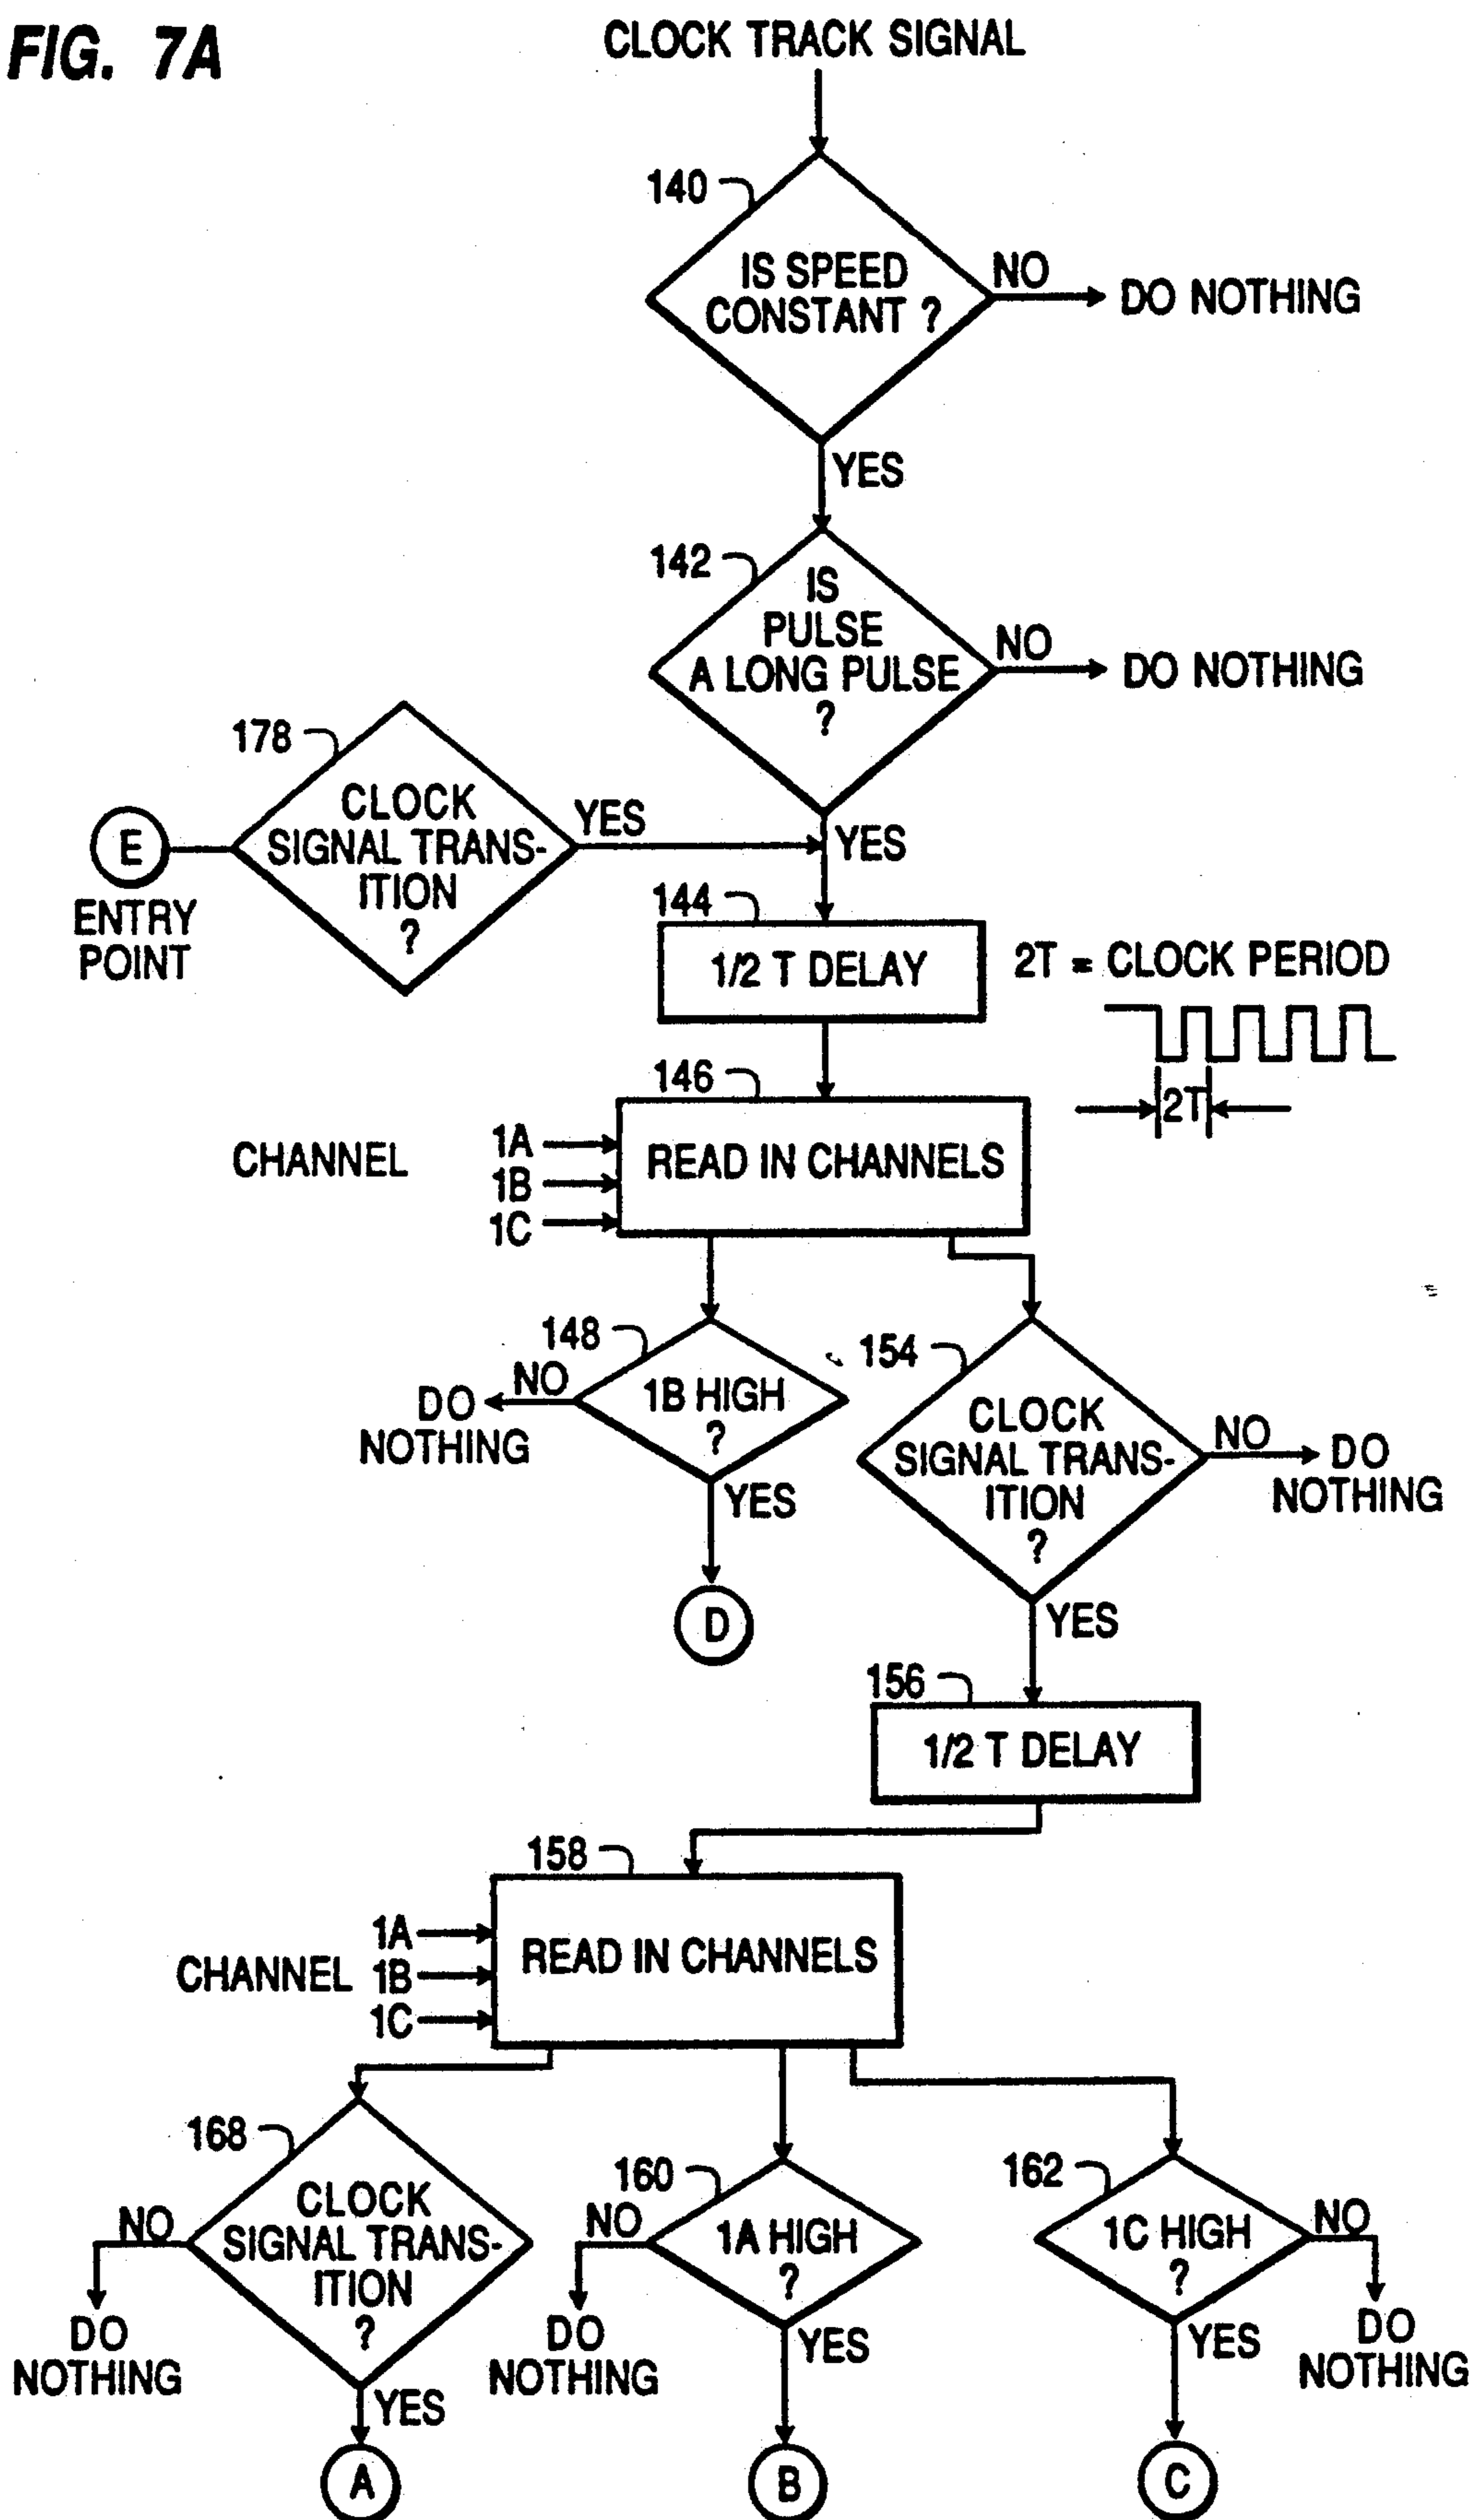 FIG. 7A
CLOCK TRACK SIGNAL
140
IS SPEED
CONSTANT ?
NO
DO NOTHING
YES
142
IS
PULSE
A LONG PULSE
?
NO
DO NOTHING
178
CLOCK
SIGNAL TRANS-
ITION
?
YES
E
ENTRY
POINT
YES
144
1/2 T DELAY
2T = CLOCK PERIOD
2T
146
CHANNEL
1A
1B
1C
READ IN CHANNELS
148
1B HIGH
?
NO
DO
NOTHING
YES
D
154
CLOCK
SIGNAL TRANS-
ITION
?
NO
DO
NOTHING
YES
156
1/2 T DELAY
158
CHANNEL
1A
1B
1C
READ IN CHANNELS
168
CLOCK
SIGNAL TRANS-
ITION
?
NO
DO
NOTHING
YES
A
160
1A HIGH
?
NO
DO
NOTHING
YES
B
162
1C HIGH
?
NO
DO
NOTHING
YES
C